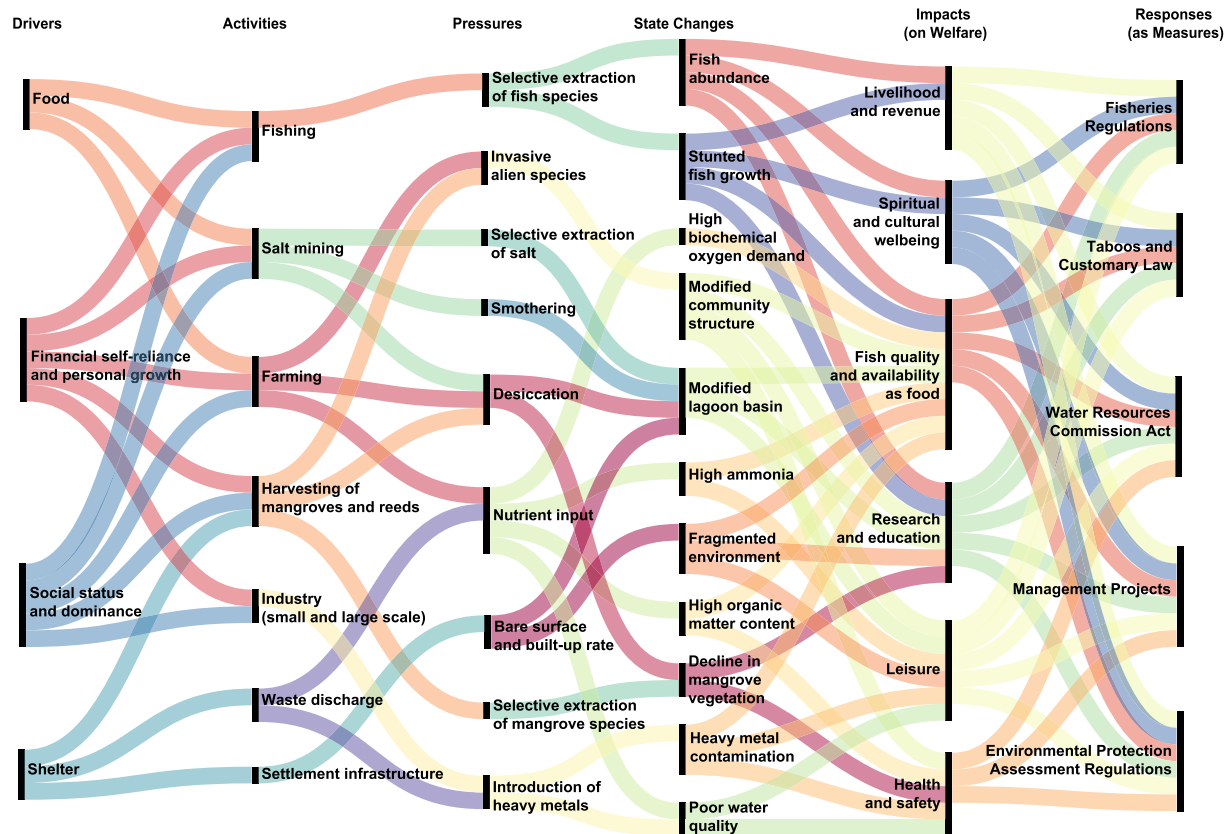 Drivers
Activities
Pressures
State Changes
Impacts
(on Welfare)
Responses
(as Measures)
Food
Financial self-reliance
and personal growth
Social status
and dominance
Shelter
Fishing
Salt mining
Farming
Harvesting of
mangroves and reeds
Industry
(small and large scale)
Waste discharge
Settlement infrastructure
Selective extraction
of fish species
Invasive
alien species
Selective extraction
of salt
Smothering
Desiccation
Nutrient input
Bare surface
and built-up rate
Selective extraction
of mangrove species
Introduction of
heavy metals
Fish
abundance
Stunted
fish growth
High
biochemical
oxygen demand
Modified
community
structure
Modified
lagoon basin
High ammonia
Fragmented
environment
High organic
matter content
Decline in
mangrove
vegetation
Heavy metal
contamination
Poor water
quality
Livelihood
and revenue
Spiritual
and cultural
welbeing
Fish quality
and availability
as food
Research
and education
Leisure
Health
and safety
Fisheries
Regulations
Taboos and
Customary Law
Water Resources
Commission Act
Management Projects
Environmental Protection
Assessment Regulations